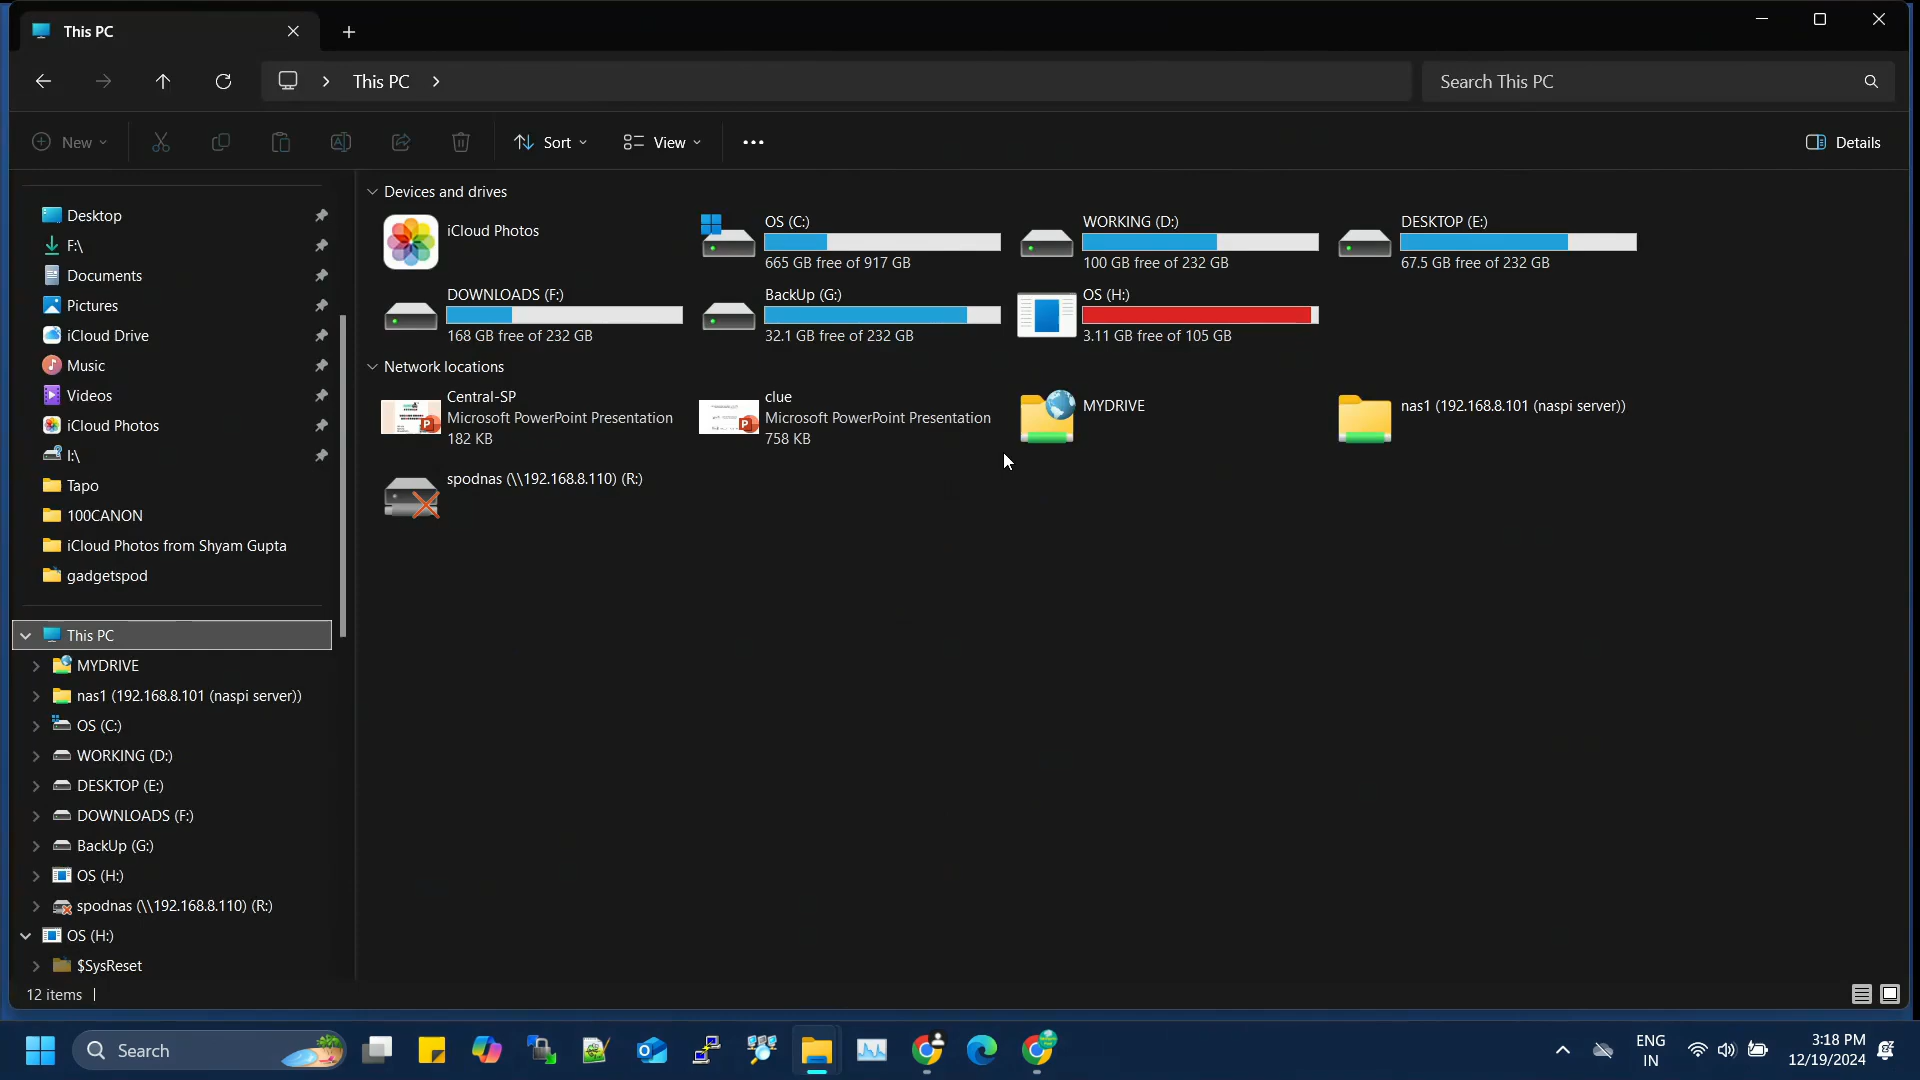 This PC
This PC
Search This PC
New
Sort
View
Details
Desktop
F:\
Documents
Pictures
iCloud Drive
Music
Videos
iCloud Photos
I:\
Tapo
100CANON
iCloud Photos from Shyam Gupta
gadgetspod
This PC
MYDRIVE
nas1 (192.168.8.101 (naspi server))
OS (C:)
WORKING (D:)
DESKTOP (E:)
DOWNLOADS (F:)
BackUp (G:)
OS (H:)
spodnas (\\192.168.8.110) (R:)
OS (H:)
$SysReset
Devices and drives
iCloud Photos
OS (C:)
665 GB free of 917 GB
WORKING (D:)
100 GB free of 232 GB
DESKTOP (E:)
67.5 GB free of 232 GB
DOWNLOADS (F:)
168 GB free of 232 GB
BackUp (G:)
32.1 GB free of 232 GB
OS (H:)
3.11 GB free of 105 GB
Network locations
Central-SP
Microsoft PowerPoint Presentation
182 KB
clue
Microsoft PowerPoint Presentation
758 KB
MYDRIVE
nas1 (192.168.8.101 (naspi server))
spodnas (\\192.168.8.110) (R:)
12 items
Search
ENG
IN
3:18 PM
12/19/2024